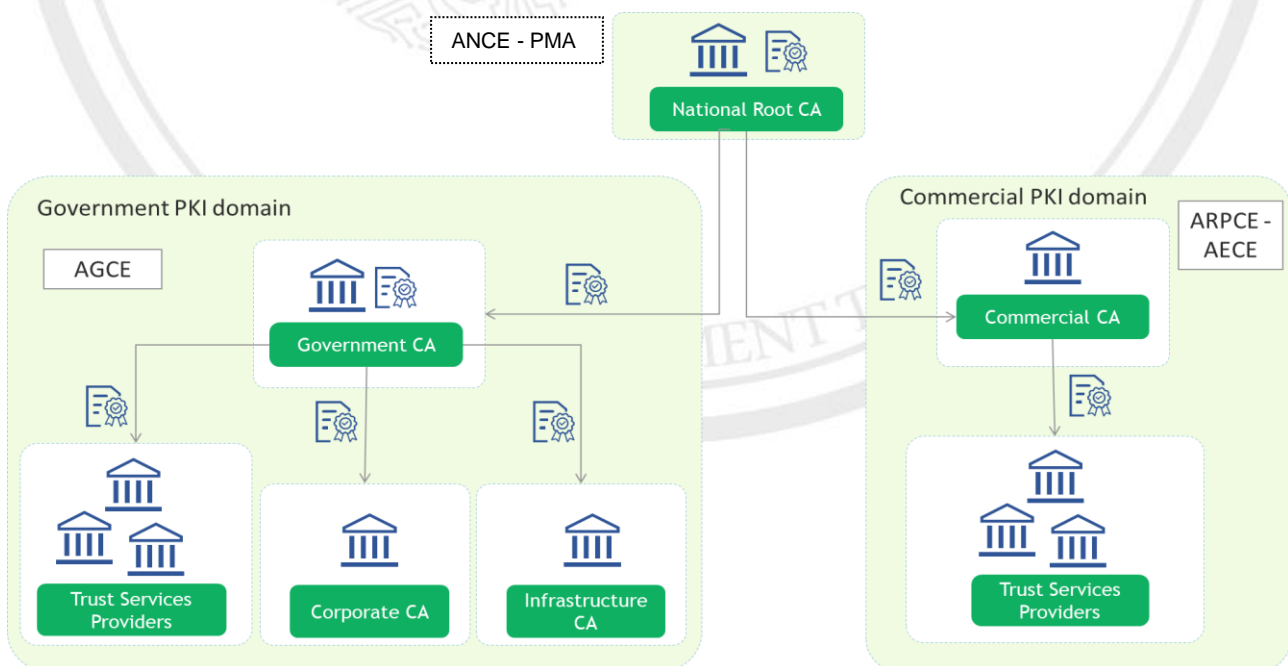 ANCE - PMA
National Root CA
Government PKI domain
AGCE
Government CA
Trust Services
Providers
Corporate CA
Infrastructure
CA
Commercial PKI domain
ARPCE -
AECE
Commercial CA
Trust Services
Providers